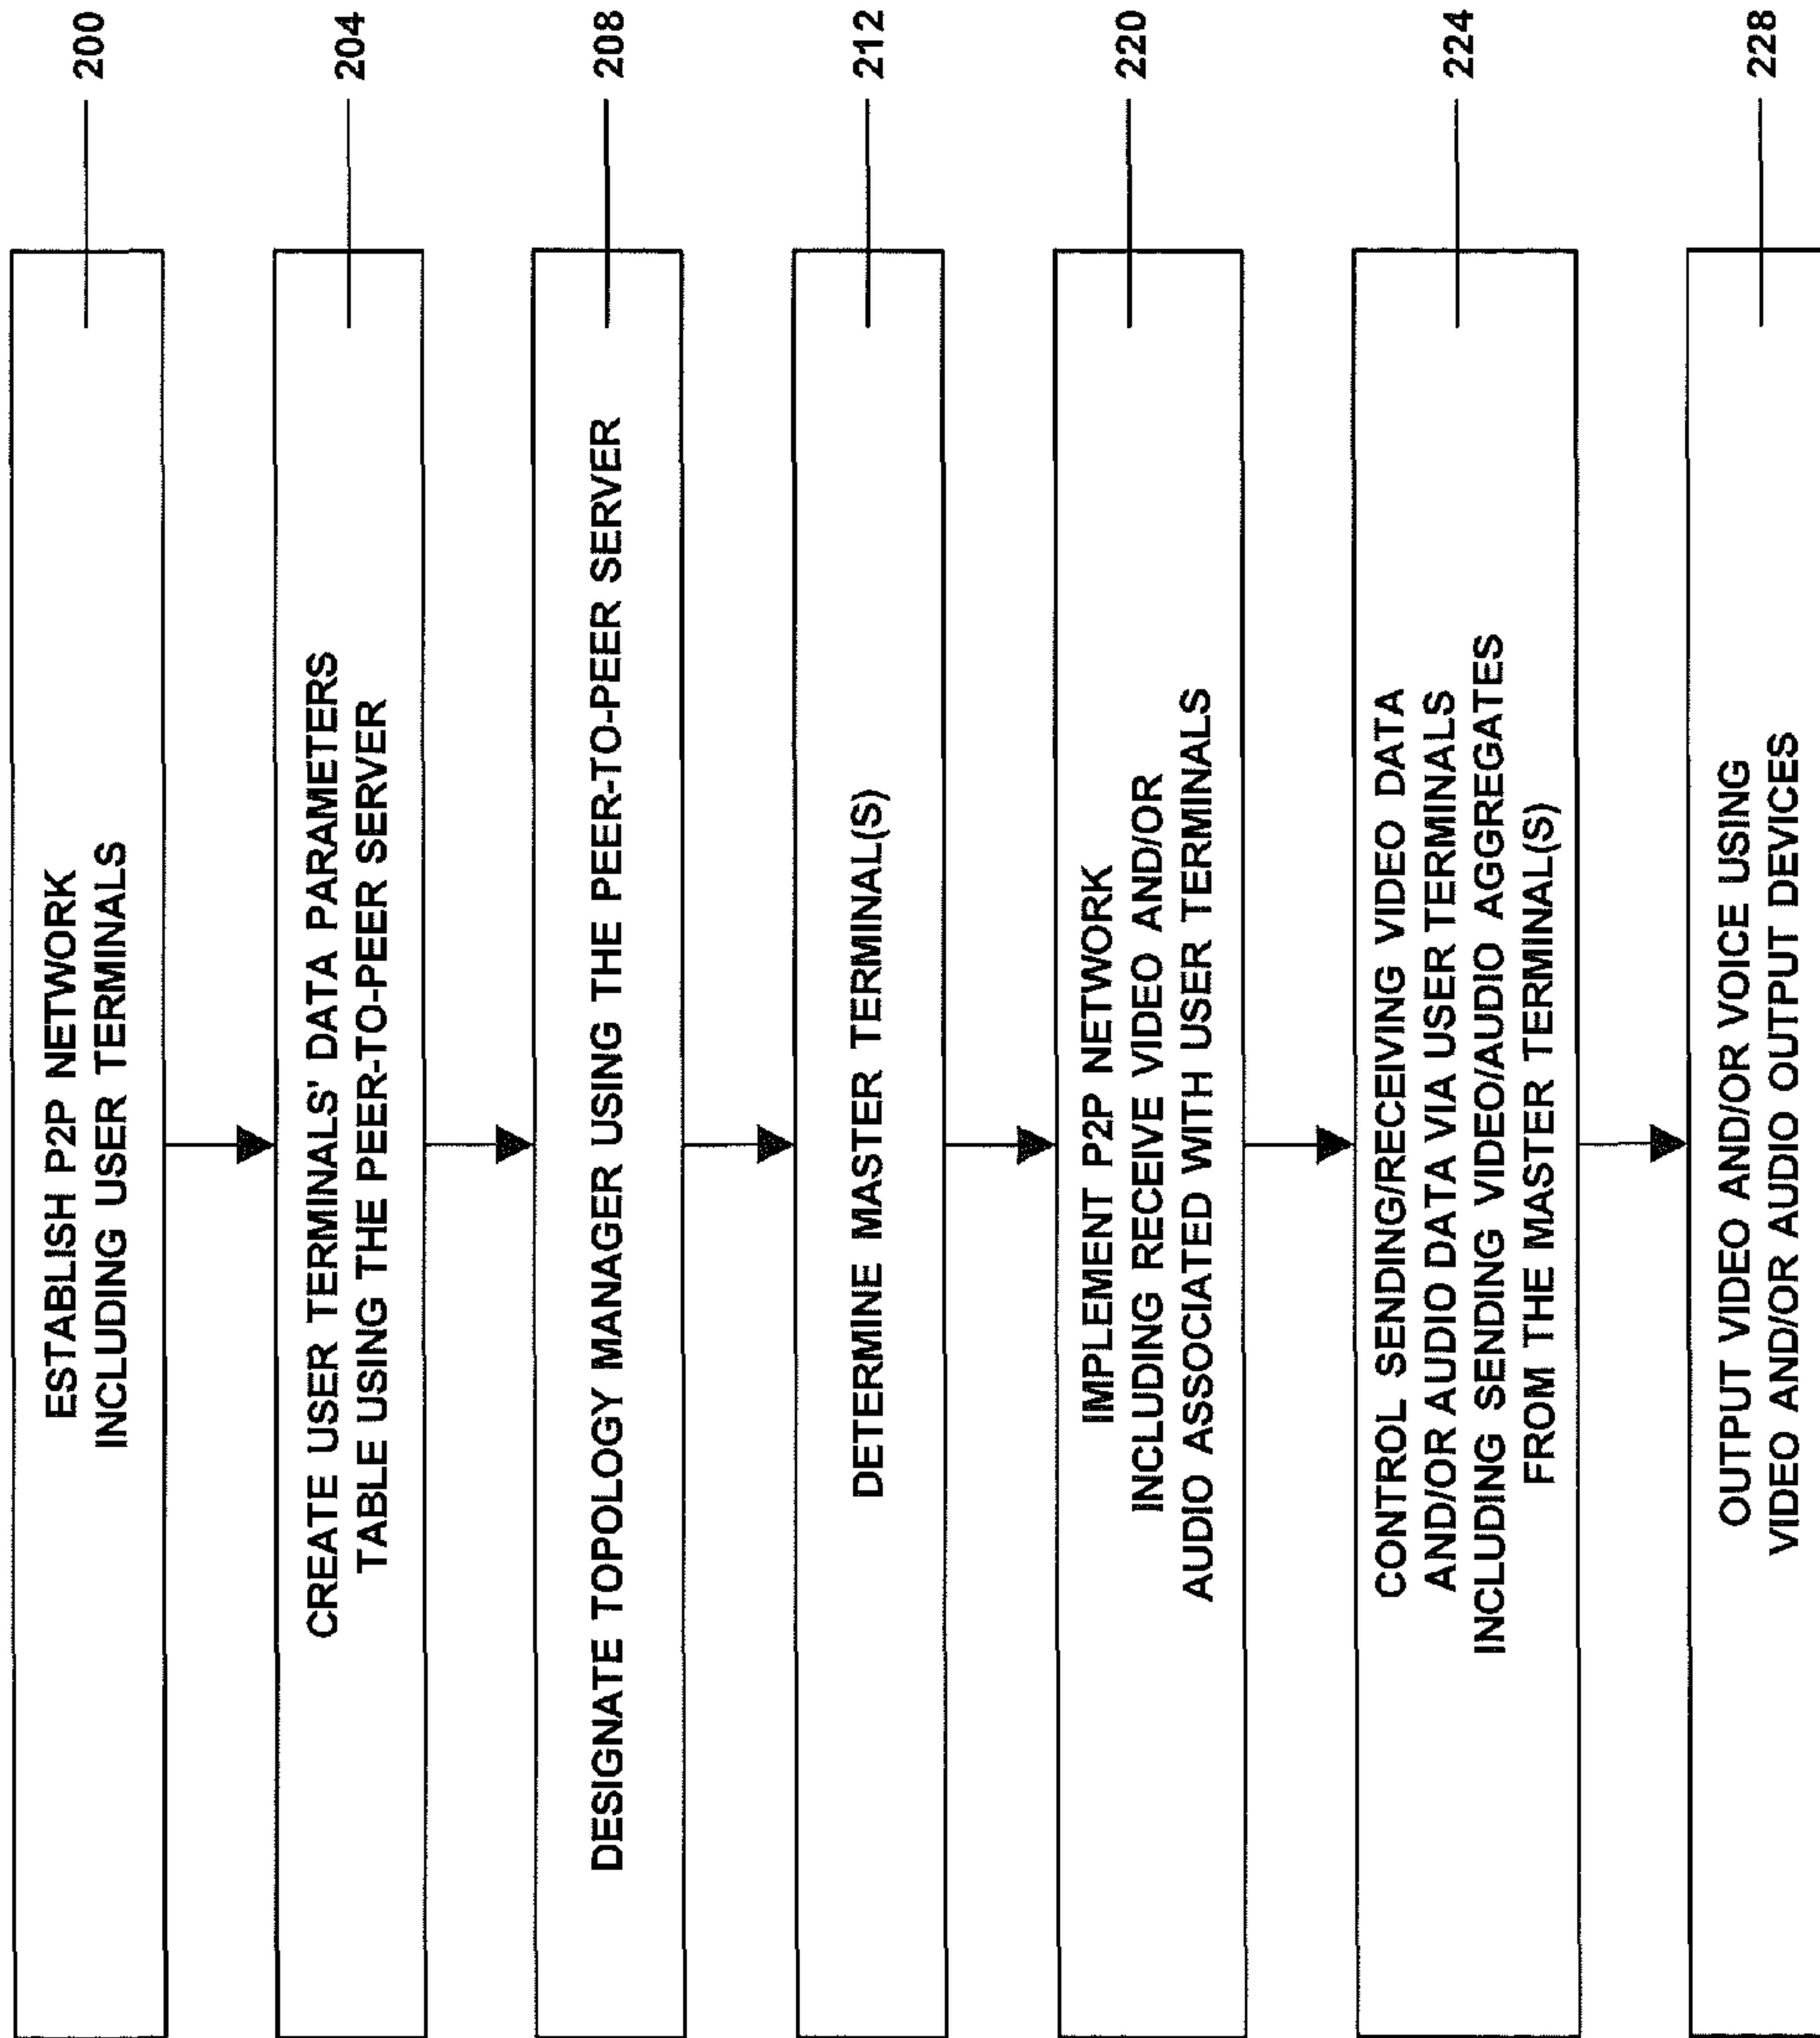 ESTABLISH P2P NETWORK
INCLUDING USER TERMINALS
200
CREATE USER TERMINALS' DATA PARAMETERS
TABLE USING THE PEER-TO-PEER SERVER
204
DESIGNATE TOPOLOGY MANAGER USING THE PEER-TO-PEER SERVER
208
DETERMINE MASTER TERMINAL(S)
212
IMPLEMENT P2P NETWORK
INCLUDING RECEIVE VIDEO AND/OR
AUDIO ASSOCIATED WITH USER TERMINALS
220
CONTROL SENDING/RECEIVING VIDEO DATA
AND/OR AUDIO DATA VIA USER TERMINALS
INCLUDING SENDING VIDEO/AUDIO AGGREGATES
FROM THE MASTER TERMINAL(S)
224
OUTPUT VIDEO AND/OR VOICE USING
VIDEO AND/OR AUDIO OUTPUT DEVICES
228